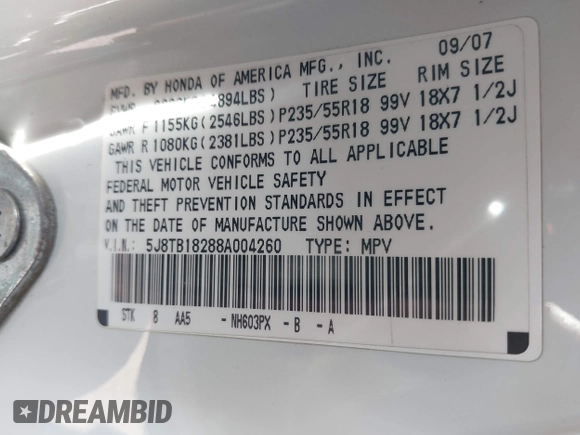 MFD. BY HONDA OF AMERICA MFG., INC. 09/07
TIRE SIZE RIM SIZE
GAWR F 1155KG(2546LBS)P235/55R18 99V 18X7 1/2J
GAWR R 1080KG(2381LBS)P235/55R18 99V 18X7 1/2J
THIS VEHICLE CONFORMS TO ALL APPLICABLE
FEDERAL MOTOR VEHICLE SAFETY
AND THEFT PREVENTION STANDARDS IN EFFECT
ON THE DATE OF MANUFACTURE SHOWN ABOVE.
V.I.N.: 5J8TB18288A004260 TYPE: MPV
STK 8 AA5 -NH603PX -B -A
DREAMBID